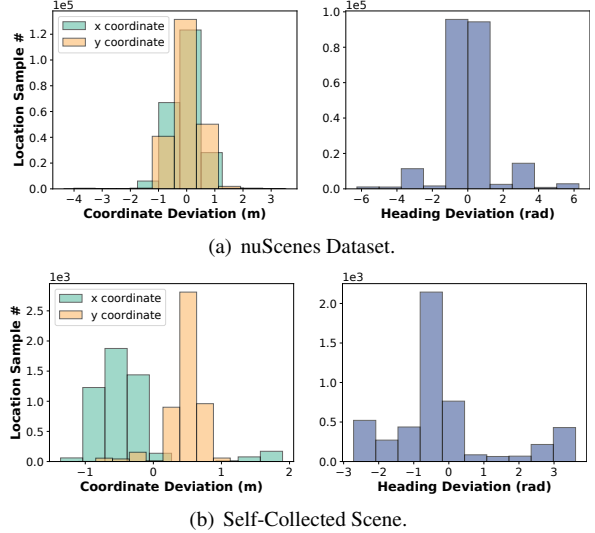 1e5
x coordinate
y coordinate
Location Sample #
1.2
1.0
0.8
0.6
0.4
0.2
0.0
−4 −3 −2 −1 0 1 2 3
Coordinate Deviation (m)
1e5
1.0
0.8
0.6
0.4
0.2
0.0
−6 −4 −2 0 2 4 6
Heading Deviation (rad)
(a) nuScenes Dataset.
1e3
x coordinate
y coordinate
Location Sample #
2.5
2.0
1.5
1.0
0.5
0.0
−1 0 1 2
Coordinate Deviation (m)
1e3
2.0
1.5
1.0
0.5
0.0
−3 −2 −1 0 1 2 3
Heading Deviation (rad)
(b) Self-Collected Scene.